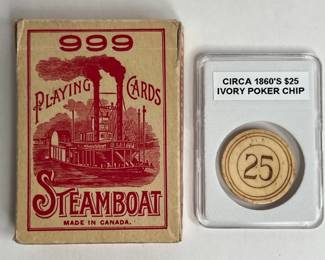 999
PLAYING CARDS
STEAMBOAT
MADE IN CANADA.
CIRCA 1860'S $25
IVORY POKER CHIP
25